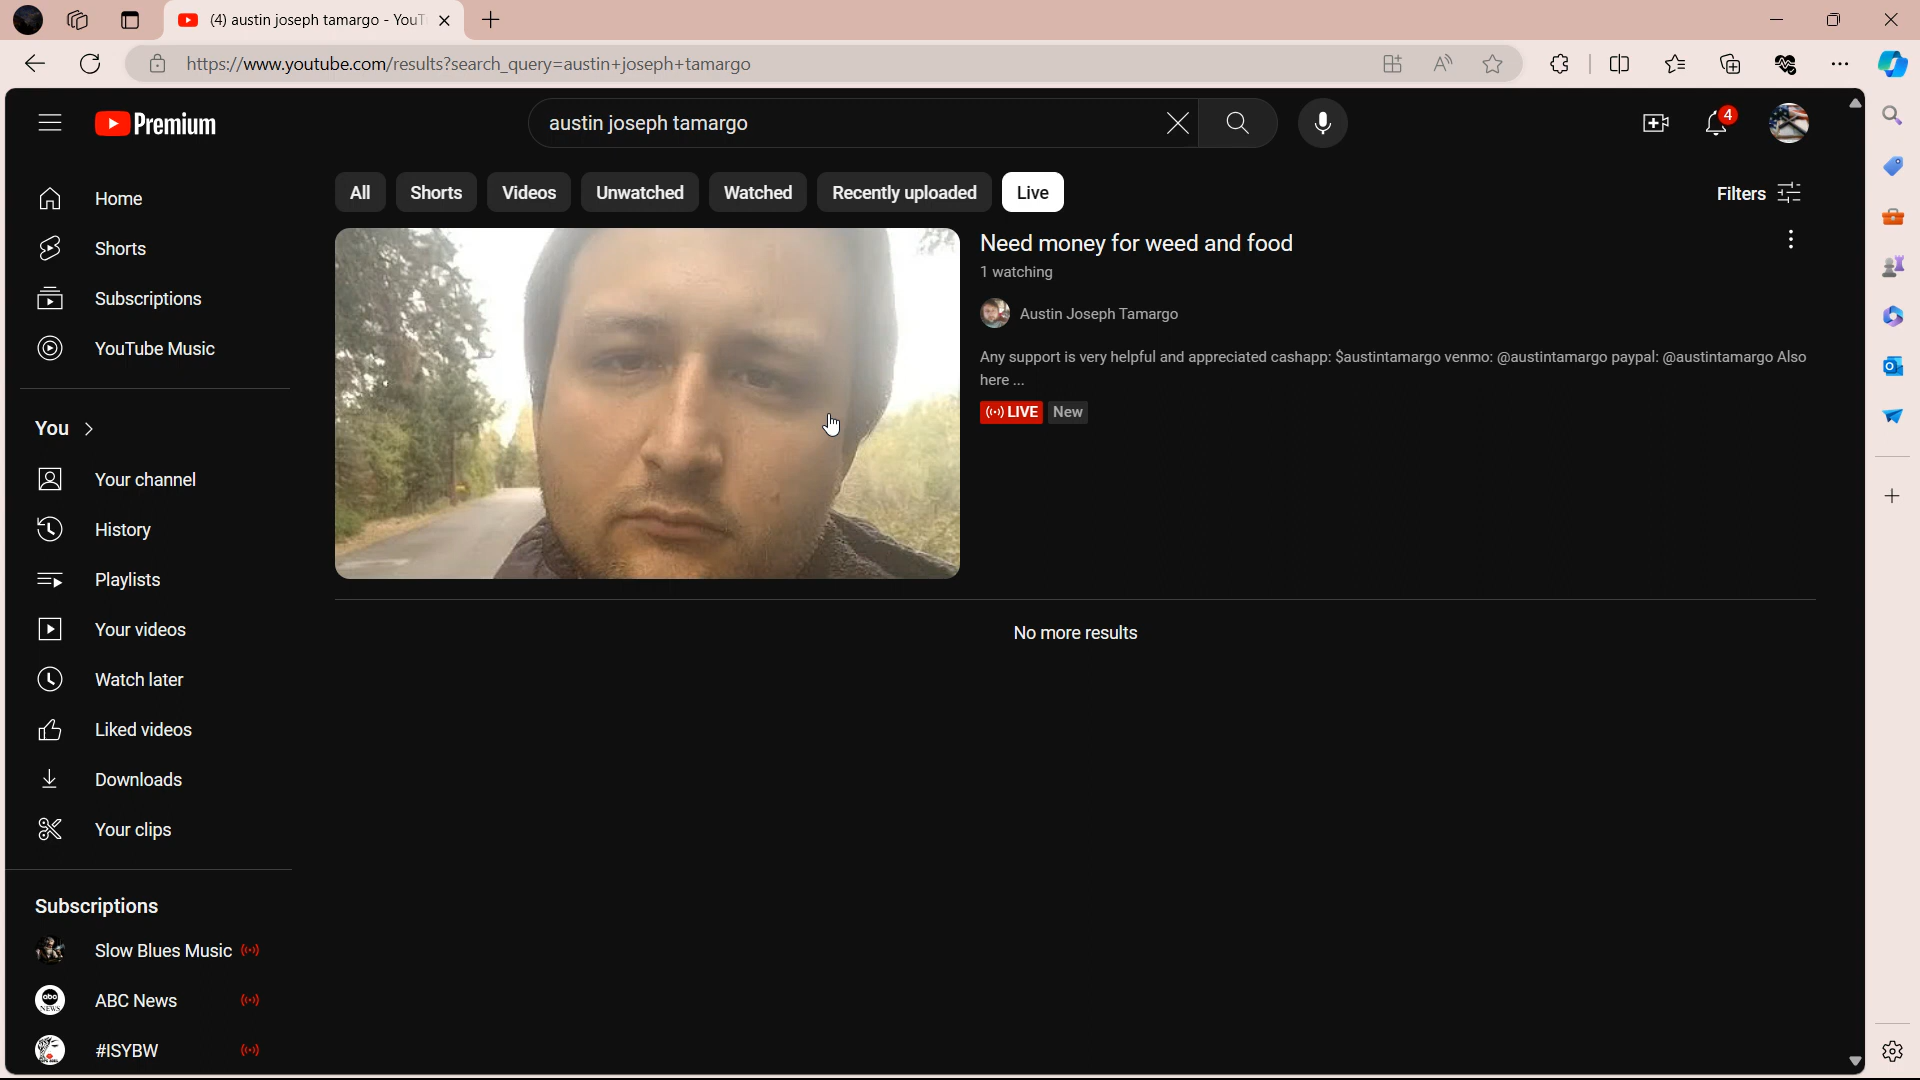 (4) austin joseph tamargo - YouT
https://www.youtube.com/results?search_query=austin+joseph+tamargo
Premium
austin joseph tamargo
4
Home
Shorts
Subscriptions
YouTube Music
You
Your channel
History
Playlists
Your videos
Watch later
Liked videos
Downloads
Your clips
Subscriptions
Slow Blues Music
abc NEWS
ABC News
#ISYBW
All
Shorts
Videos
Unwatched
Watched
Recently uploaded
Live
Filters
Need money for weed and food
1 watching
Austin Joseph Tamargo
Any support is very helpful and appreciated cashapp: $austintamargo venmo: @austintamargo paypal: @austintamargo Also
here ...
LIVE New
No more results